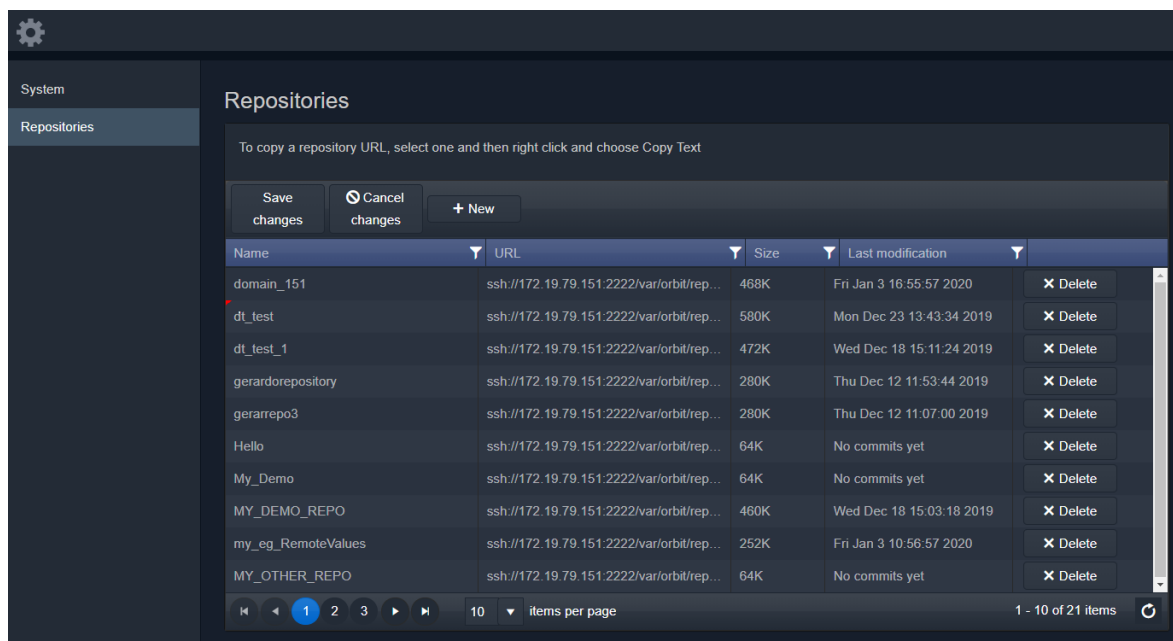 System
Repositories
Repositories
To copy a repository URL, select one and then right click and choose Copy Text
Save changes
Cancel changes
New
Name URL Size Last modification
domain_151 ssh://172.19.79.151:2222/var/orbit/rep... 468K Fri Jan 3 16:55:57 2020 Delete
dt_test ssh://172.19.79.151:2222/var/orbit/rep... 580K Mon Dec 23 13:43:34 2019 Delete
dt_test_1 ssh://172.19.79.151:2222/var/orbit/rep... 472K Wed Dec 18 15:11:24 2019 Delete
gerardorepository ssh://172.19.79.151:2222/var/orbit/rep... 280K Thu Dec 12 11:53:44 2019 Delete
gerarrepo3 ssh://172.19.79.151:2222/var/orbit/rep... 280K Thu Dec 12 11:07:00 2019 Delete
Hello ssh://172.19.79.151:2222/var/orbit/rep... 64K No commits yet Delete
My_Demo ssh://172.19.79.151:2222/var/orbit/rep... 64K No commits yet Delete
MY_DEMO_REPO ssh://172.19.79.151:2222/var/orbit/rep... 460K Wed Dec 18 15:03:18 2019 Delete
my_eg_RemoteValues ssh://172.19.79.151:2222/var/orbit/rep... 252K Fri Jan 3 10:56:57 2020 Delete
MY_OTHER_REPO ssh://172.19.79.151:2222/var/orbit/rep... 64K No commits yet Delete
1 2 3 10 items per page 1 - 10 of 21 items